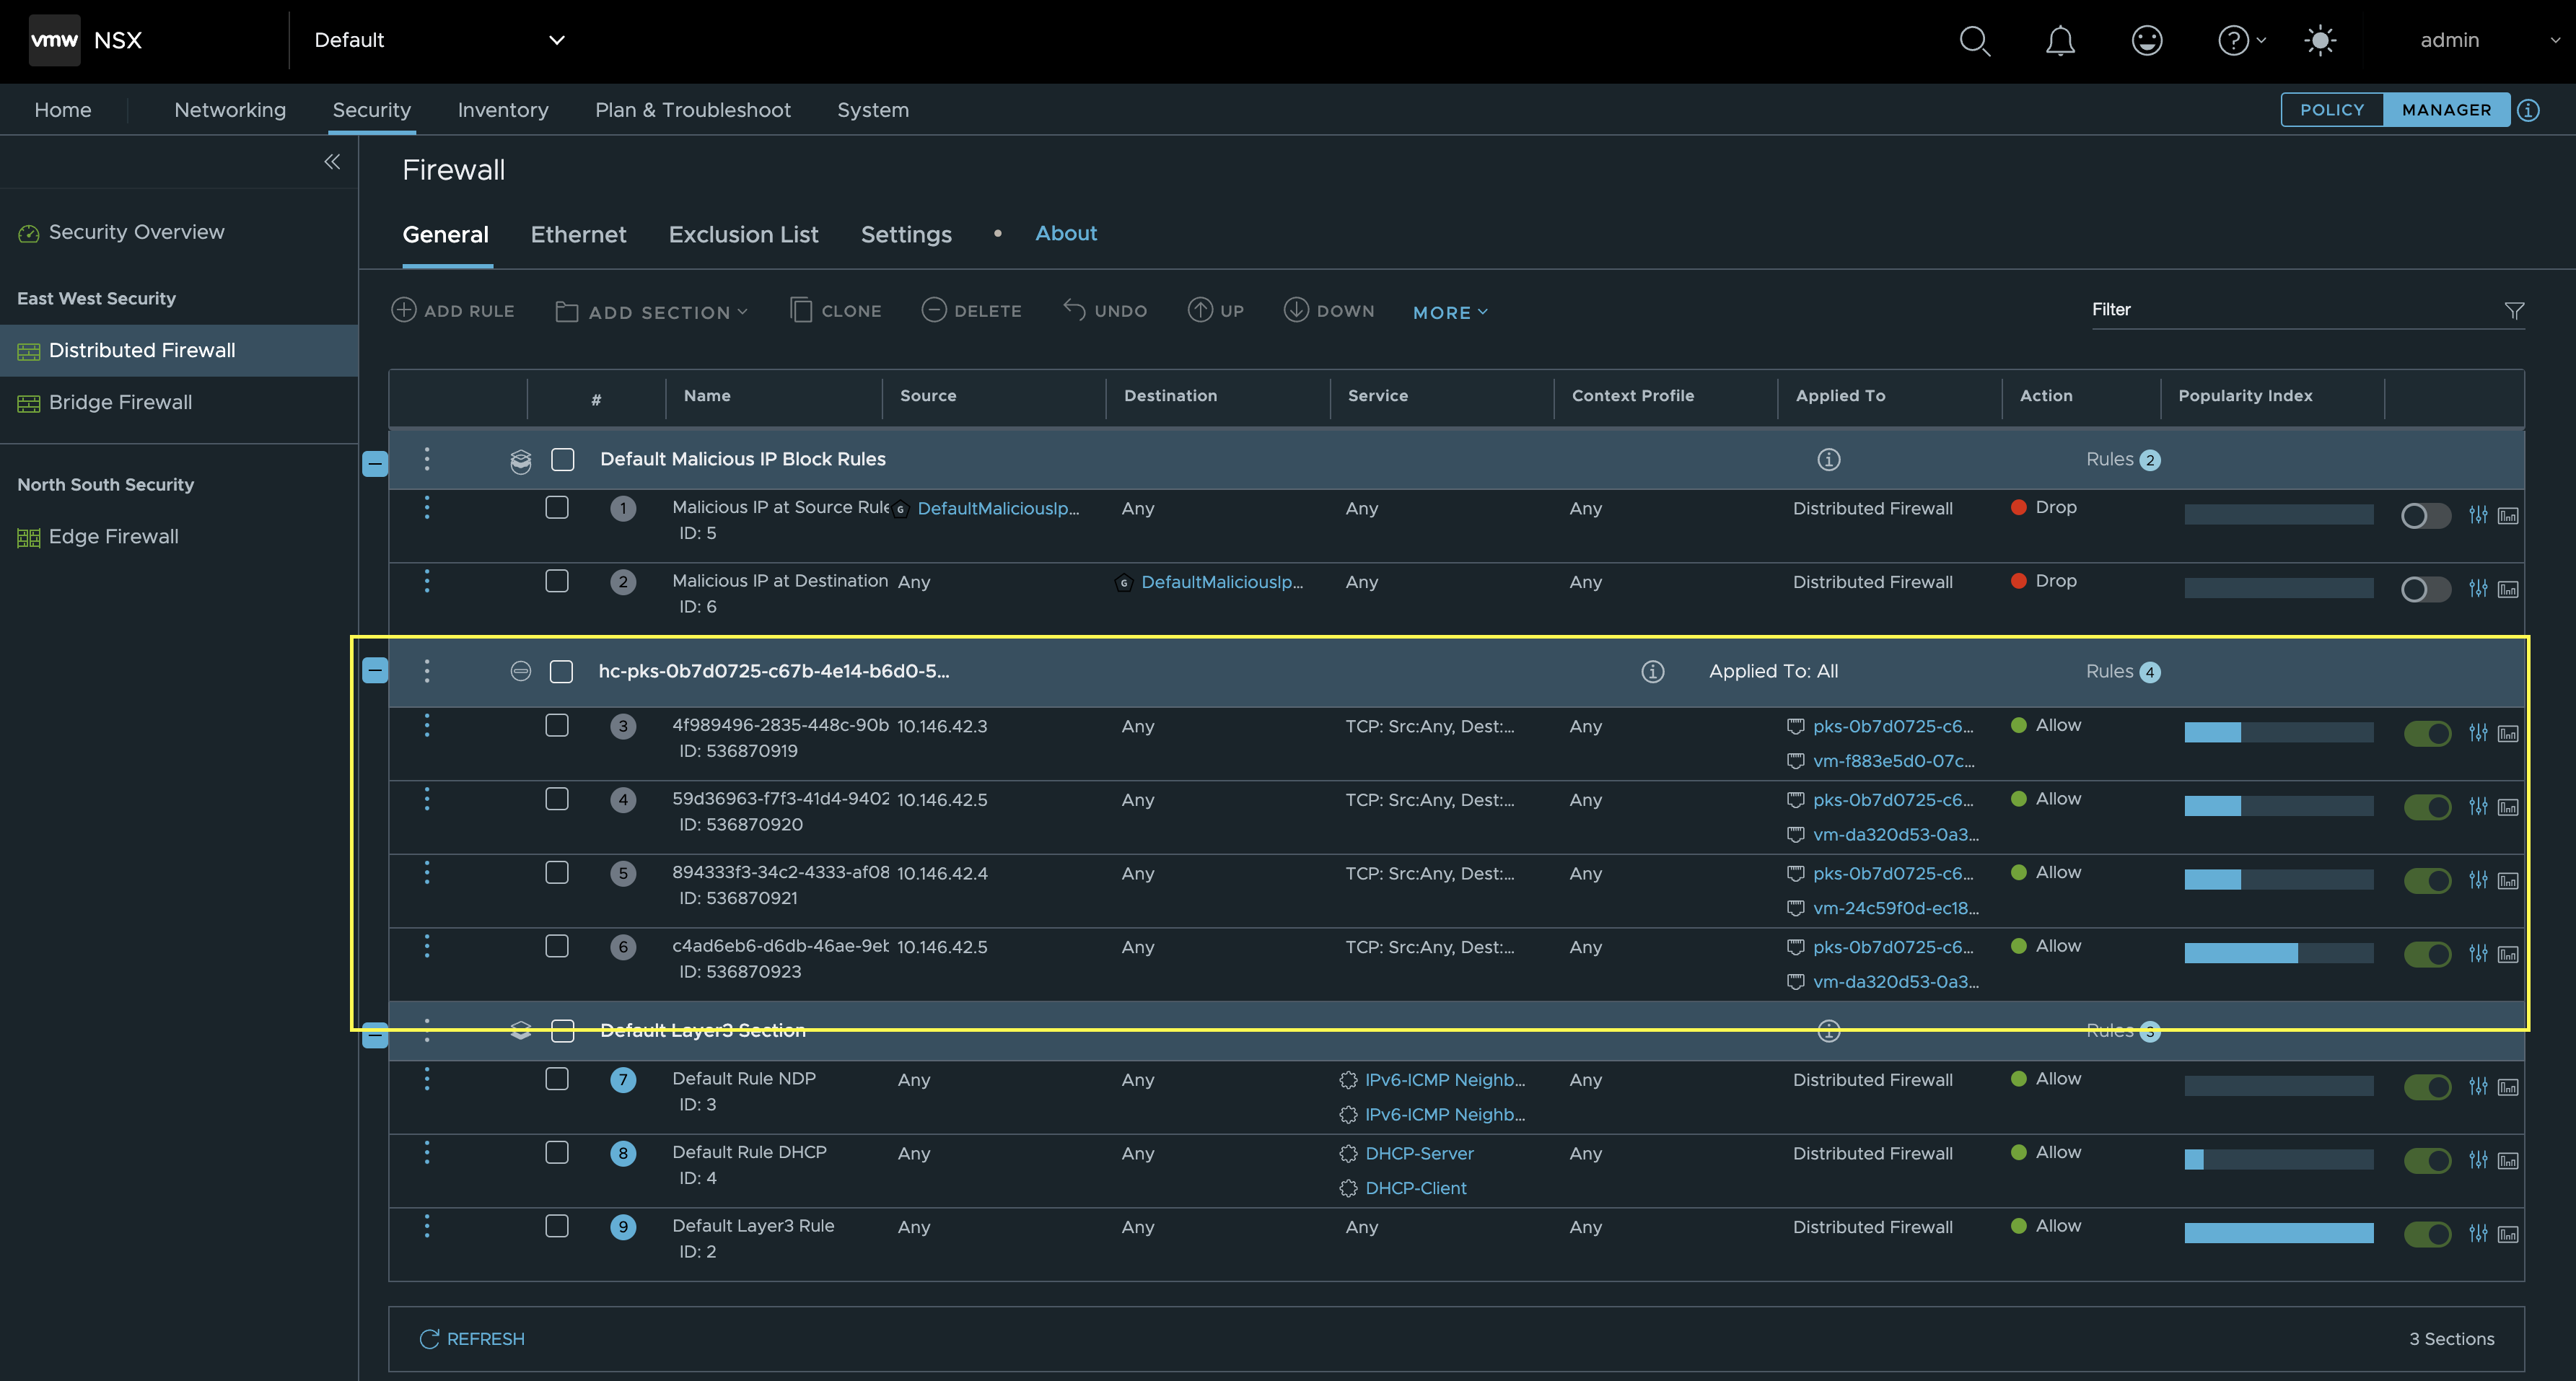 vmw NSX Default admin
Home Networking Security Inventory Plan & Troubleshoot System POLICY MANAGER
Firewall
Security Overview
East West Security
Distributed Firewall
Bridge Firewall
North South Security
Edge Firewall
General Ethernet Exclusion List Settings • About
ADD RULE ADD SECTION CLONE DELETE UNDO UP DOWN MORE Filter
# Name Source Destination Service Context Profile Applied To Action Popularity Index
Default Malicious IP Block Rules Rules 2
1 Malicious IP at Source Rule DefaultMaliciousIp... Any Any Any Distributed Firewall Drop
ID: 5
2 Malicious IP at Destination Any DefaultMaliciousIp... Any Any Distributed Firewall Drop
ID: 6
hc-pks-0b7d0725-c67b-4e14-b6d0-5... Applied To: All Rules 4
3 4f989496-2835-448c-90b 10.146.42.3 Any TCP: Src:Any, Dest:... Any pks-0b7d0725-c6... Allow
ID: 536870919 vm-f883e5d0-07c...
4 59d36963-f7f3-41d4-9402 10.146.42.5 Any TCP: Src:Any, Dest:... Any pks-0b7d0725-c6... Allow
ID: 536870920 vm-da320d53-0a3...
5 894333f3-34c2-4333-af08 10.146.42.4 Any TCP: Src:Any, Dest:... Any pks-0b7d0725-c6... Allow
ID: 536870921 vm-24c59f0d-ec18...
6 c4ad6eb6-d6db-46ae-9eb 10.146.42.5 Any TCP: Src:Any, Dest:... Any pks-0b7d0725-c6... Allow
ID: 536870923 vm-da320d53-0a3...
Default Layer3 Section Rules 3
7 Default Rule NDP Any Any IPv6-ICMP Neighb... Any Distributed Firewall Allow
ID: 3 IPv6-ICMP Neighb...
8 Default Rule DHCP Any Any DHCP-Server Any Distributed Firewall Allow
ID: 4 DHCP-Client
9 Default Layer3 Rule Any Any Any Any Distributed Firewall Allow
ID: 2
REFRESH 3 Sections